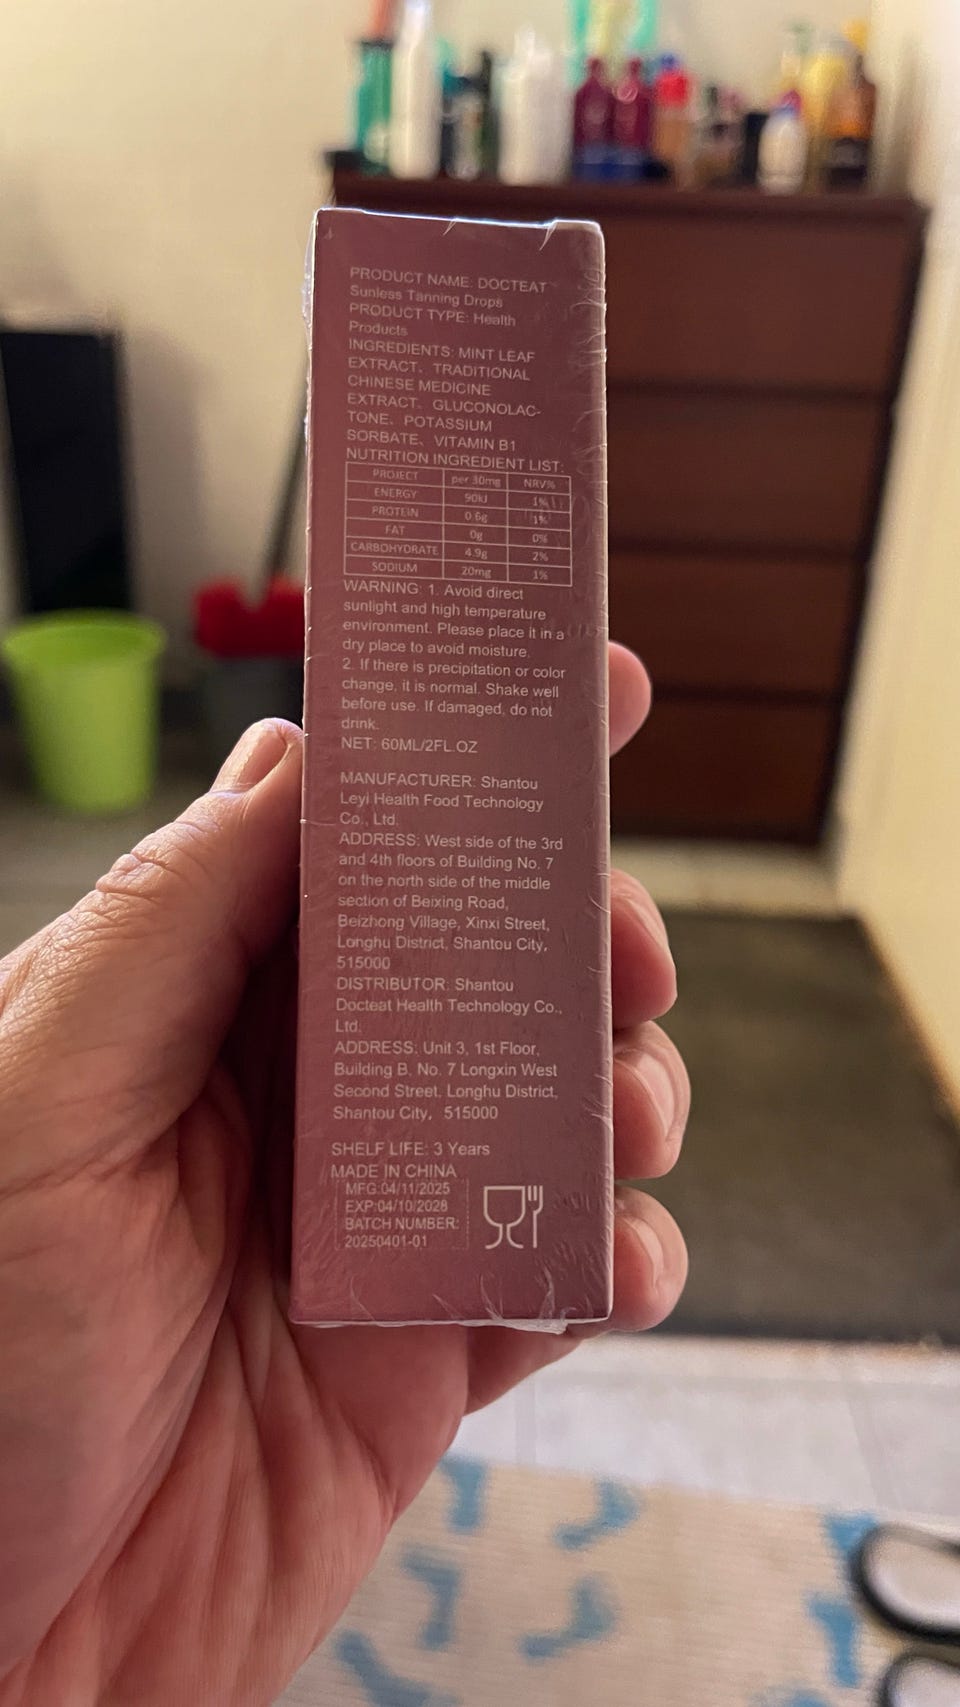 PRODUCT NAME: DOCTEAT
Sunless Tanning Drops
PRODUCT TYPE: Health
Products
INGREDIENTS: MINT LEAF
EXTRACT、TRADITIONAL
CHINESE MEDICINE
EXTRACT、GLUCONOLAC-
TONE、POTASSIUM
SORBATE、VITAMIN B1
NUTRITION INGREDIENT LIST:
PROJECT per 30mg NRV%
ENERGY 90kJ 1%
PROTEIN 0.6g 1%
FAT 0g 0%
CARBOHYDRATE 4.9g 2%
SODIUM 20mg 1%
WARNING: 1. Avoid direct
sunlight and high temperature
environment. Please place it in a
dry place to avoid moisture.
2. If there is precipitation or color
change, it is normal. Shake well
before use. If damaged, do not
drink.
NET: 60ML/2FL.OZ
MANUFACTURER: Shantou
Leyi Health Food Technology
Co., Ltd.
ADDRESS: West side of the 3rd
and 4th floors of Building No. 7
on the north side of the middle
section of Beixing Road,
Beizhong Village, Xinxi Street,
Longhu District, Shantou City,
515000
DISTRIBUTOR: Shantou
Docteat Health Technology Co.,
Ltd.
ADDRESS: Unit 3, 1st Floor,
Building B, No. 7 Longxin West
Second Street, Longhu District,
Shantou City, 515000
SHELF LIFE: 3 Years
MADE IN CHINA
MFG:04/11/2025
EXP:04/10/2028
BATCH NUMBER:
20250401-01